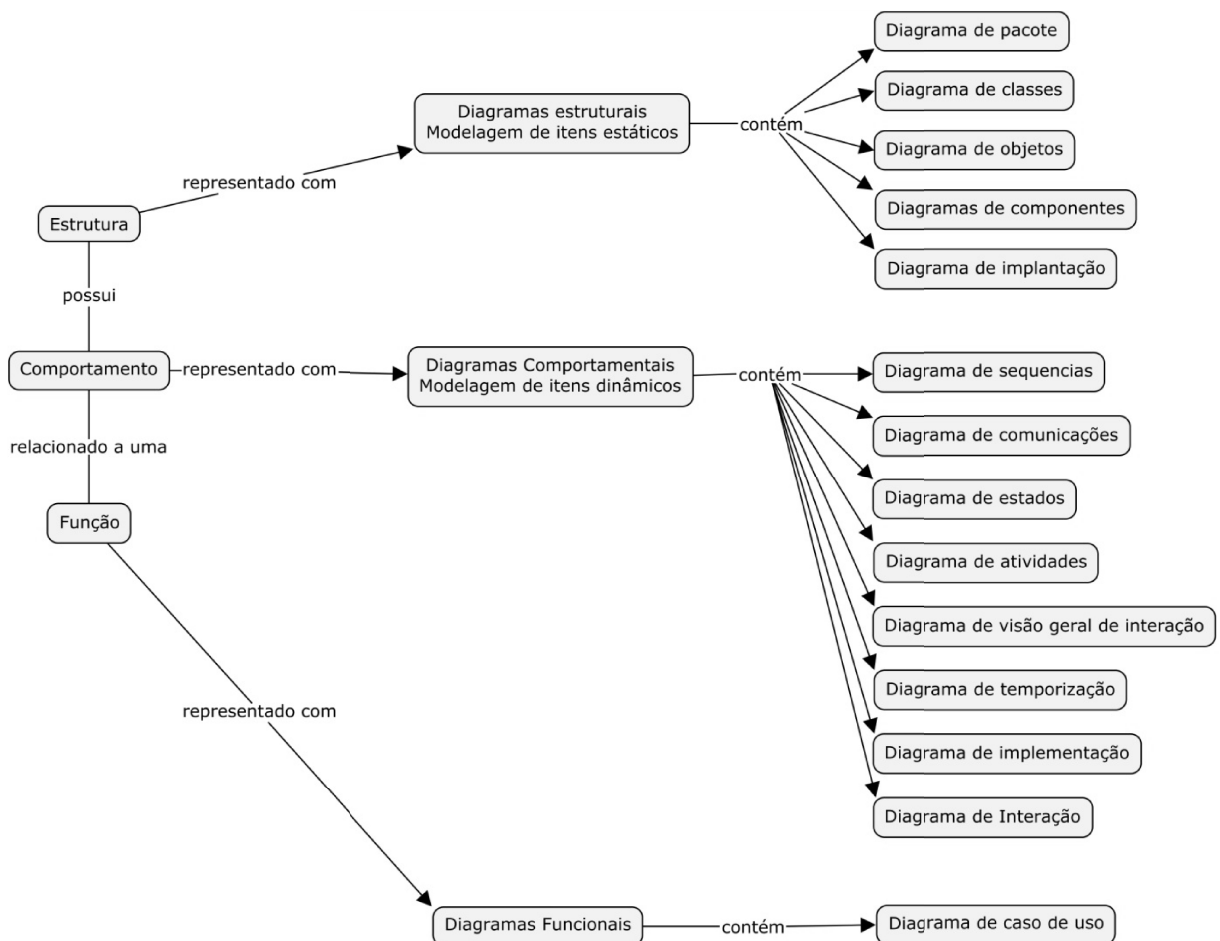 Diagrama de pacote
Diagrama de classes
Diagramas estruturais
Modelagem de itens estáticos
contém
Diagrama de objetos
representado com
Diagramas de componentes
Estrutura
Diagrama de implantação
possui
Comportamento
representado com
Diagramas Comportamentais
Modelagem de itens dinâmicos
contém
Diagrama de sequencias
Diagrama de comunicações
relacionado a uma
Diagrama de estados
Função
Diagrama de atividades
Diagrama de visão geral de interação
Diagrama de temporização
representado com
Diagrama de implementação
Diagrama de Interação
Diagramas Funcionais
contém
Diagrama de caso de uso